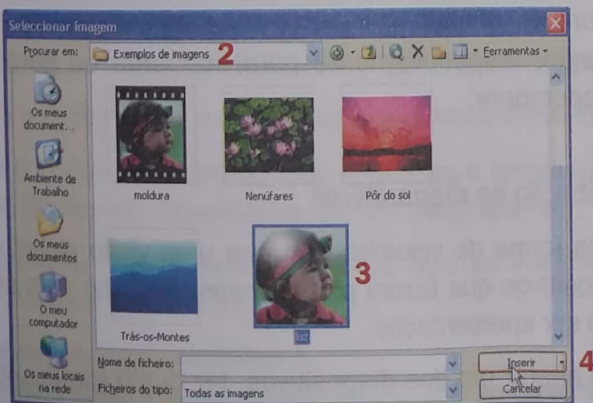 Seleccionar imagem
Procurar em: Exemplos de imagens 2 Ferramentas
Os meus document...
Ambiente de Trabalho
Os meus documentos
O meu computador
Os meus locais na rede
moldura
Nenúfares
Pôr do sol
Trás-os-Montes
luz
3
Nome de ficheiro:
Inserir 4
Ficheiros do tipo: Todas as imagens
Cancelar